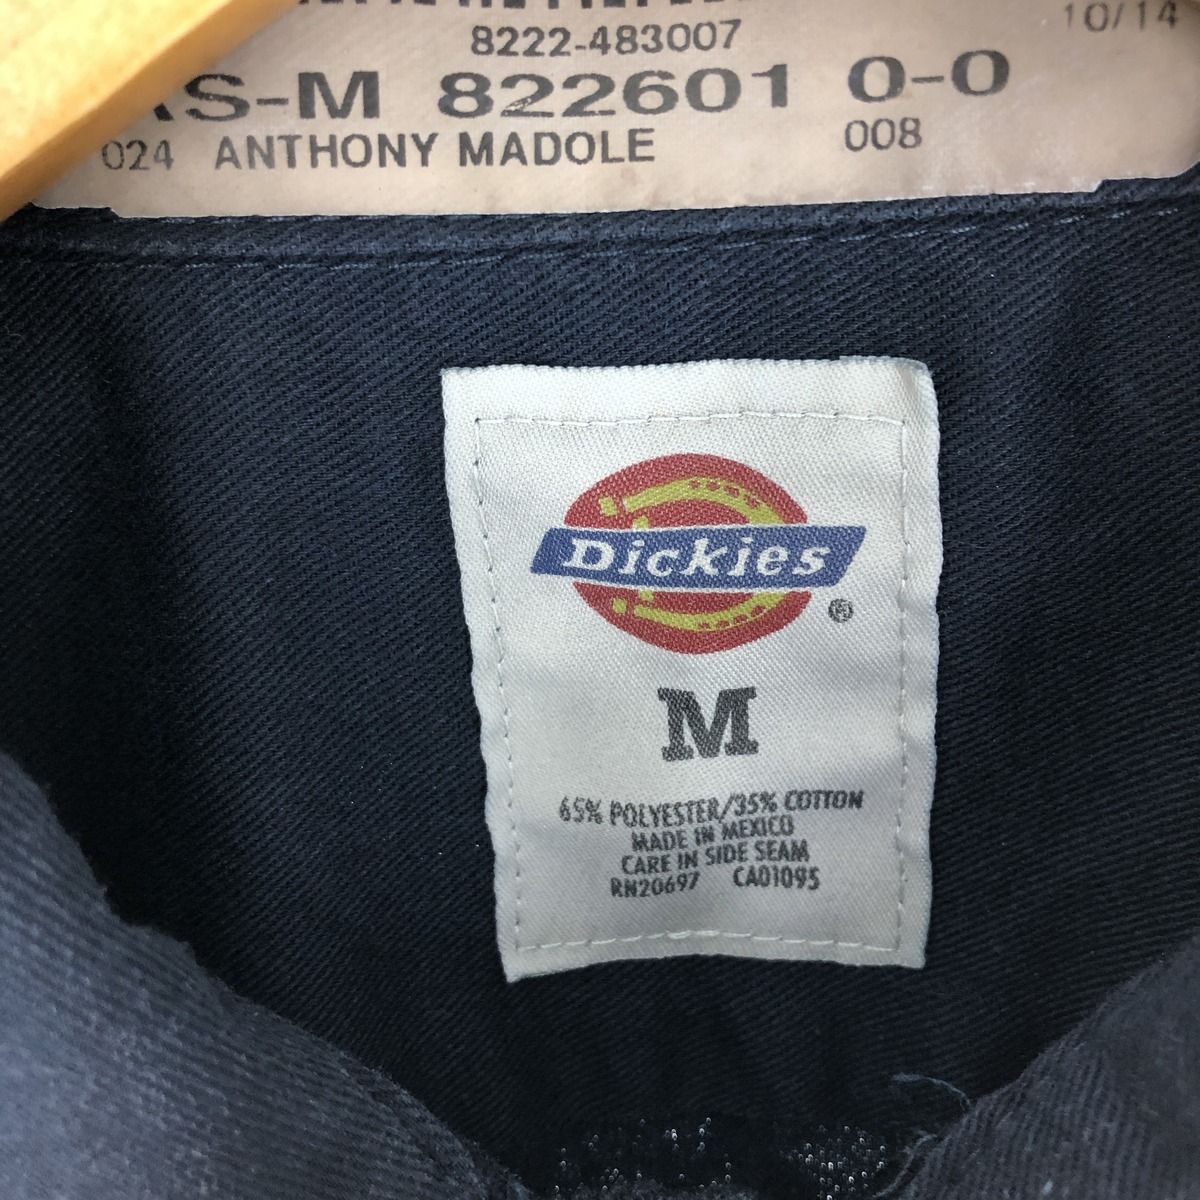 10/14
8222-483007
S-M 822601 0-0
024 ANTHONY MADOLE 008
Dickies®
M
65% POLYESTER/35% COTTON
MADE IN MEXICO
CARE IN SIDE SEAM
RN20697 CA01095